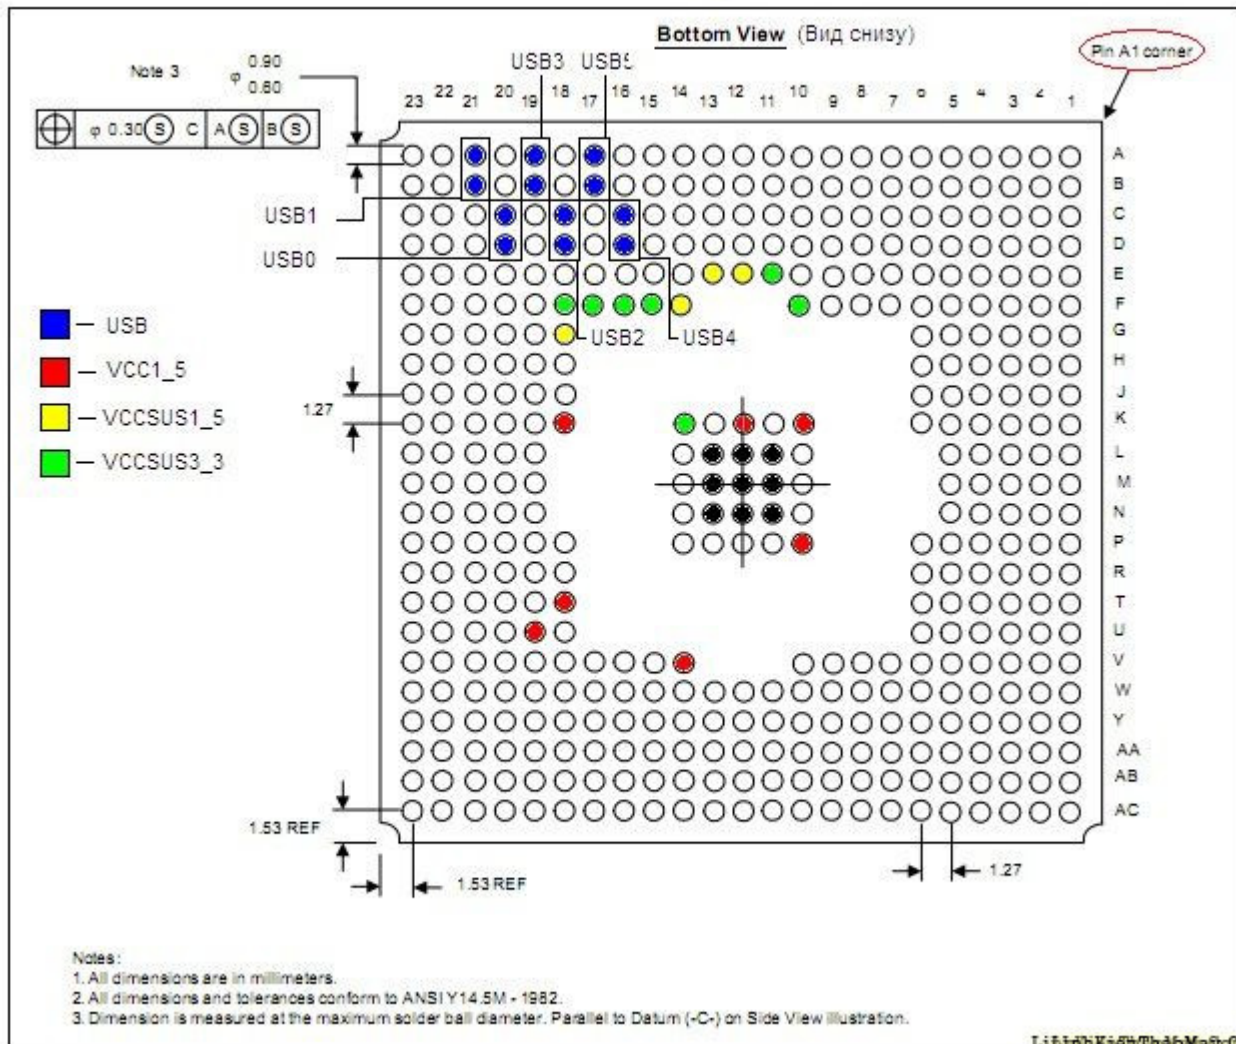 Bottom View (Вид снизу)
Pin A1 corner
USB3 USB5
Note 3
φ 0.90
0.60
φ 0.30 S C A S B S
23 22 21 20 19 18 17 16 15 14 13 12 11 10 9 8 7 6 5 4 3 2 1
A
B
C
D
E
F
G
H
J
K
L
M
N
P
R
T
U
V
W
Y
AA
AB
AC
USB1
USB0
USB2
USB4
— USB
— VCC1_5
— VCCSUS1_5
— VCCSUS3_3
1.27
1.53 REF
1.53 REF
1.27
Notes:
1. All dimensions are in millimeters.
2. All dimensions and tolerances conform to ANSI Y14.5M - 1982.
3. Dimension is measured at the maximum solder ball diameter. Parallel to Datum (-C-) on Side View illustration.